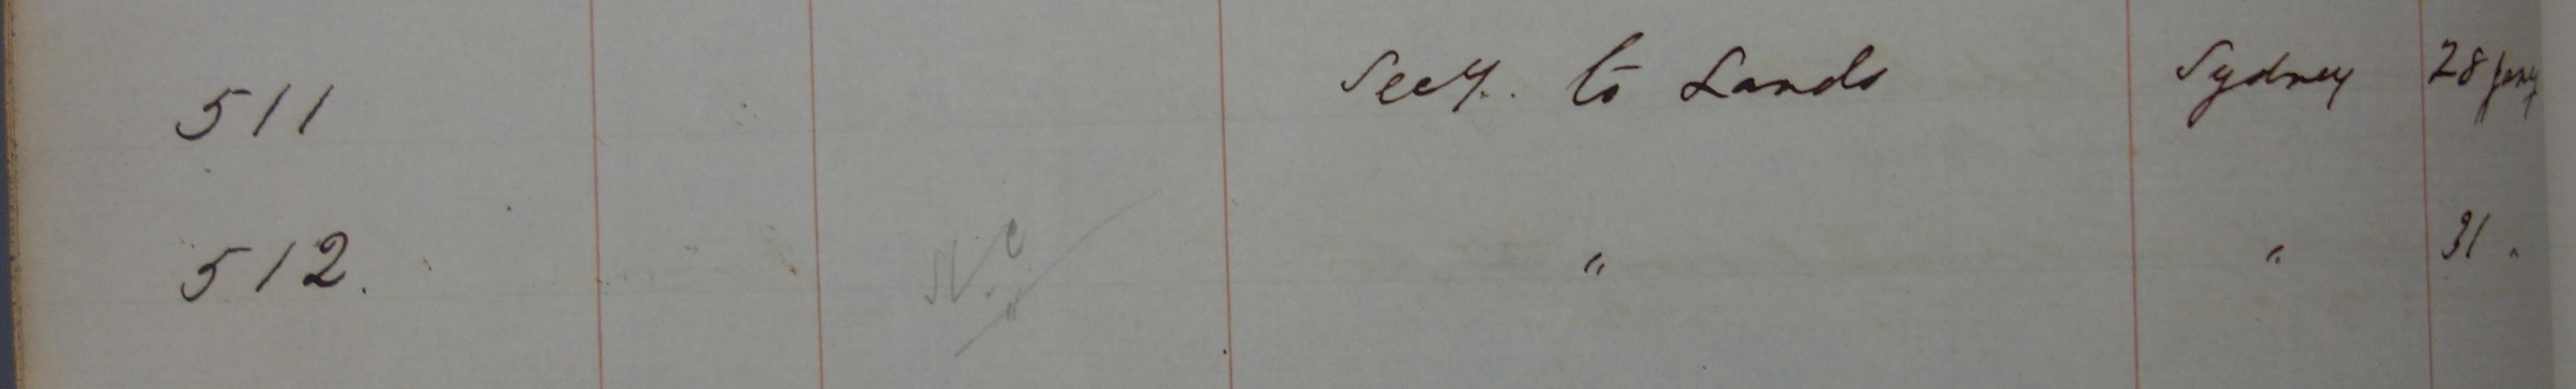 511 Secy. to Lands Sydney 28 Jany
512. " " 31 "